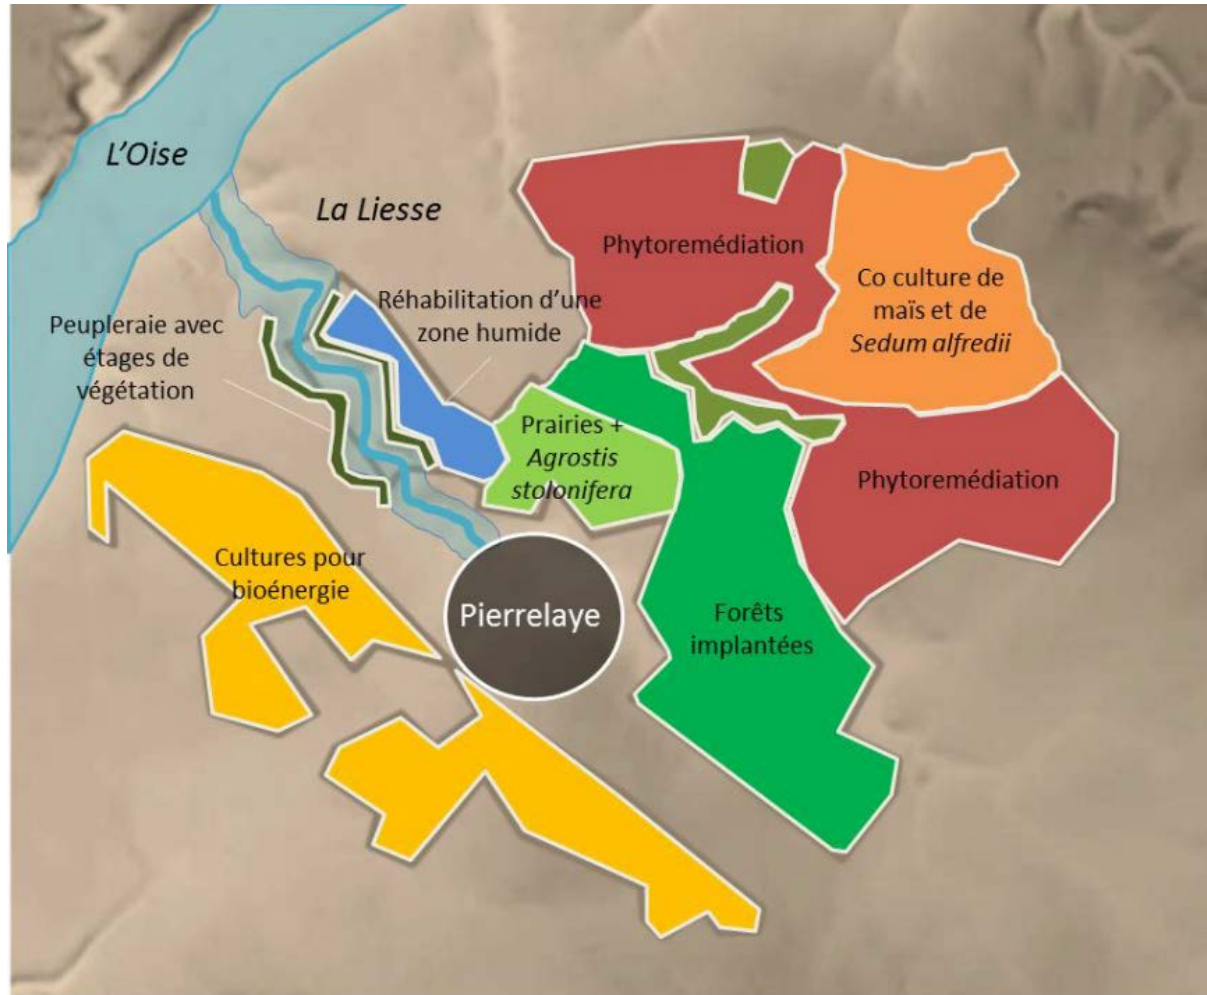 L'Oise
La Liesse
Phytoremédiation
Co culture de
maïs et de
Sedum alfredii
Réhabilitation d'une
zone humide
Peupleraie avec
étages de
végétation
Prairies +
Agrostis
stolonifera
Phytoremédiation
Cultures pour
bioénergie
Pierrelaye
Forêts
implantées